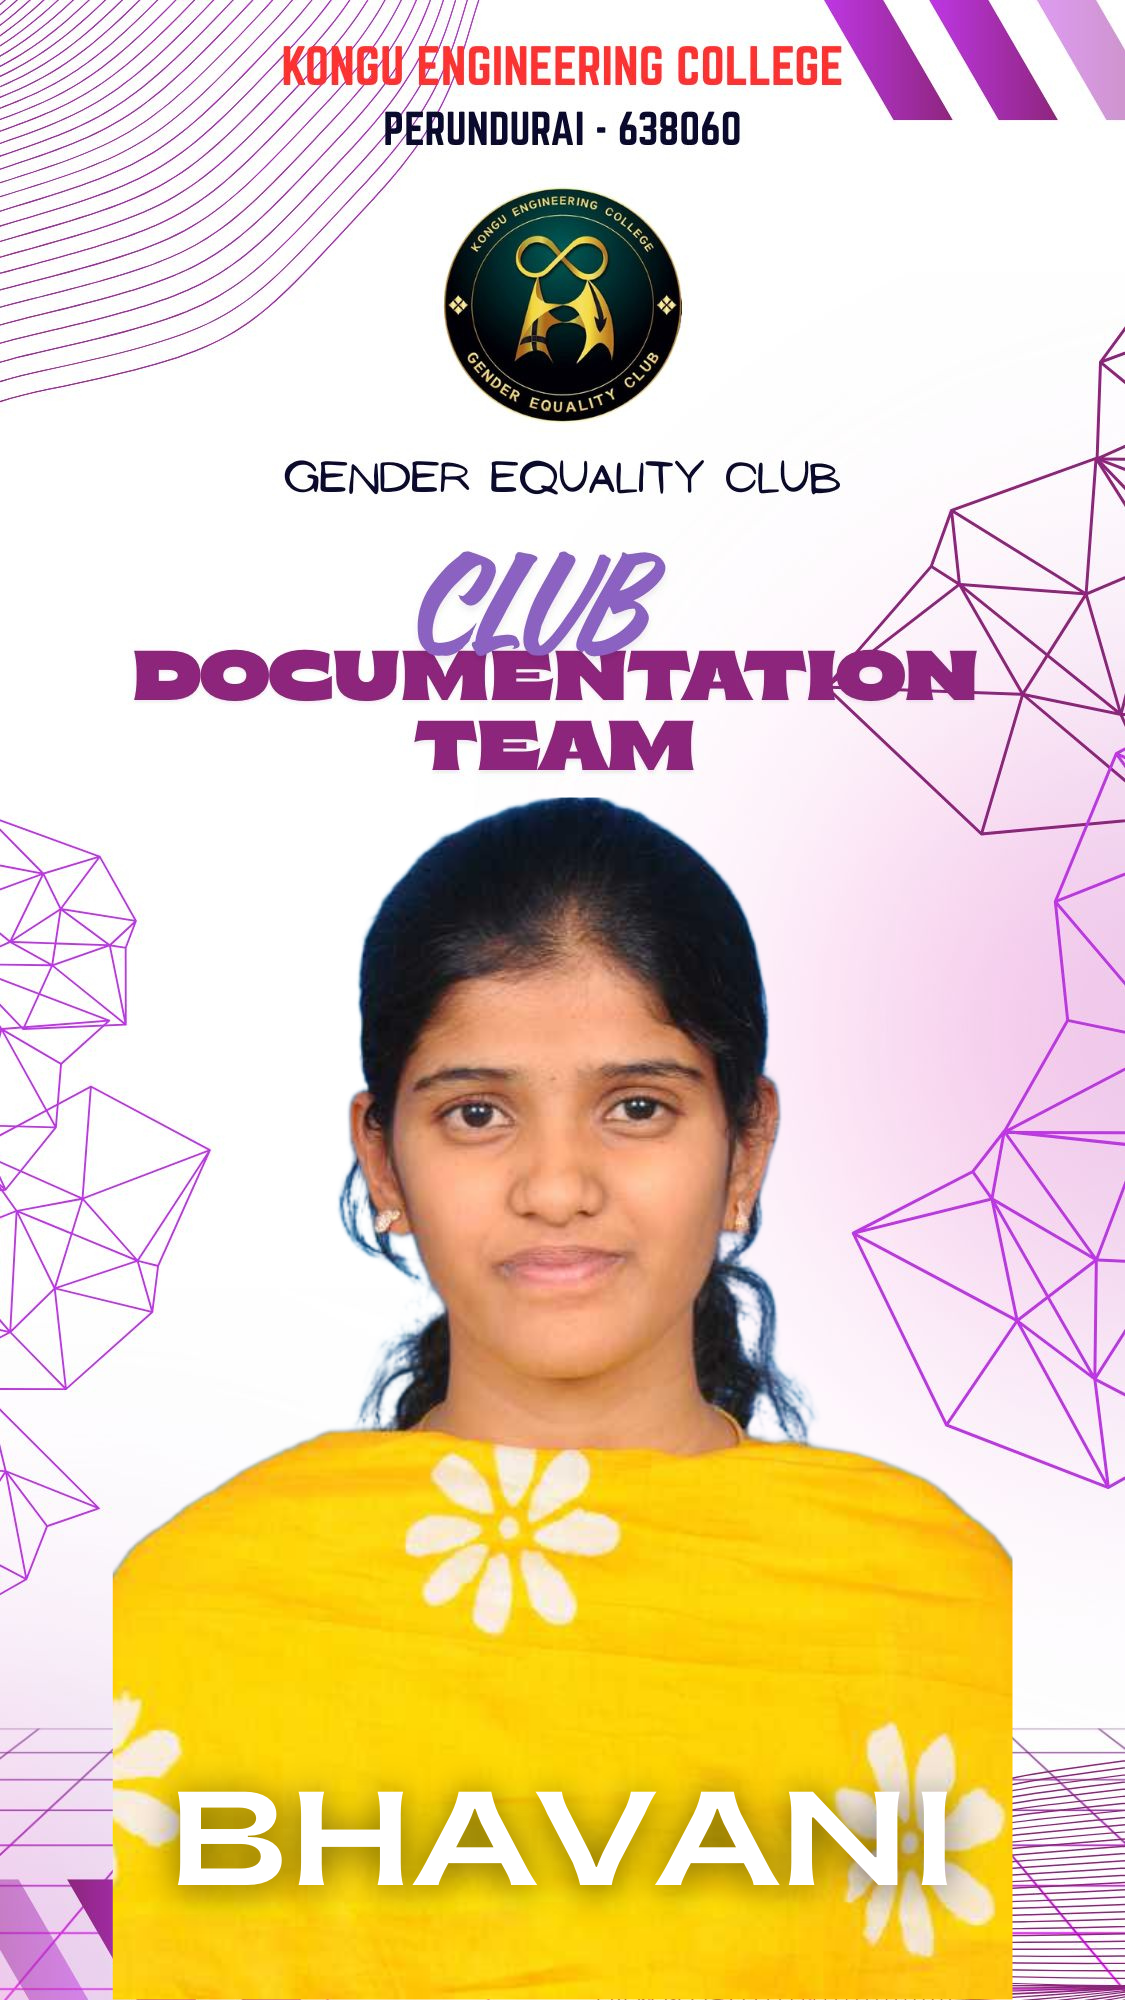 KONGU ENGINEERING COLLEGE
PERUNDURAI - 638060
KONGU ENGINEERING COLLEGE
GENDER EQUALITY CLUB
GENDER EQUALITY CLUB
CLUB
DOCUMENTATION
TEAM
BHAVANI